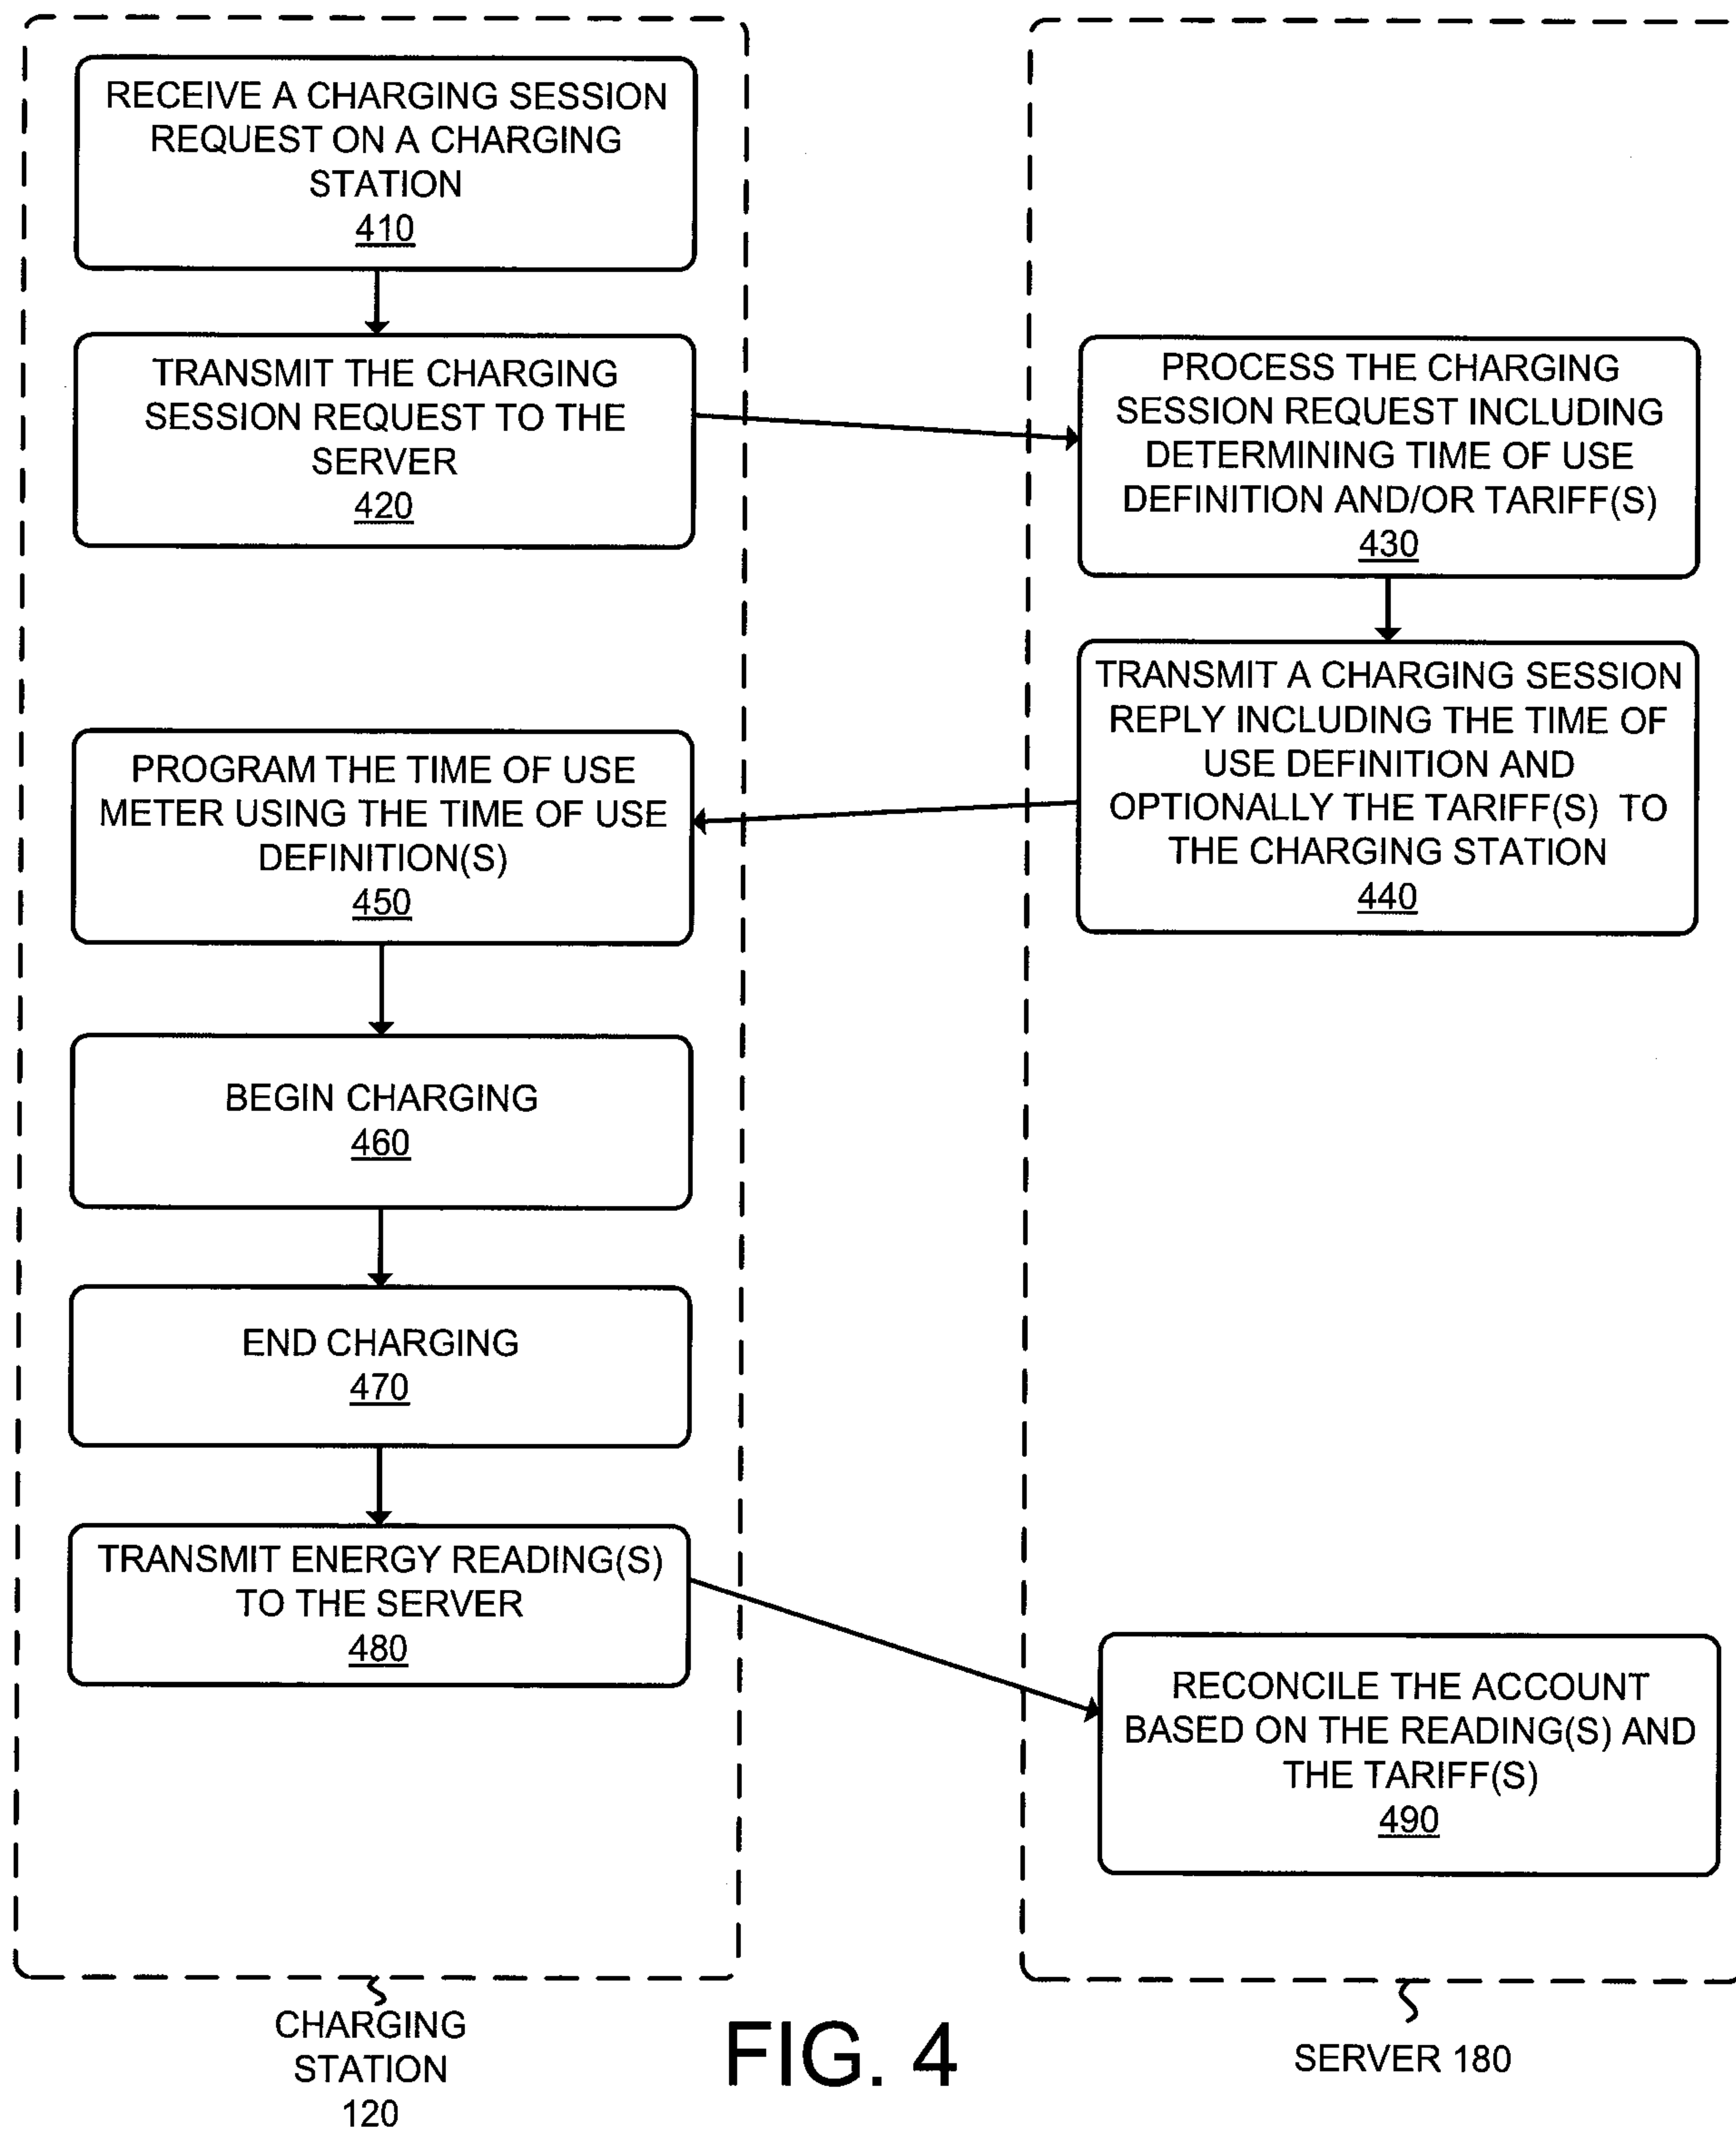 RECEIVE A CHARGING SESSION
REQUEST ON A CHARGING
STATION
410
TRANSMIT THE CHARGING
SESSION REQUEST TO THE
SERVER
420
PROCESS THE CHARGING
SESSION REQUEST INCLUDING
DETERMINING TIME OF USE
DEFINITION AND/OR TARIFF(S)
430
TRANSMIT A CHARGING SESSION
REPLY INCLUDING THE TIME OF
USE DEFINITION AND
OPTIONALLY THE TARIFF(S) TO
THE CHARGING STATION
440
PROGRAM THE TIME OF USE
METER USING THE TIME OF USE
DEFINITION(S)
450
BEGIN CHARGING
460
END CHARGING
470
TRANSMIT ENERGY READING(S)
TO THE SERVER
480
RECONCILE THE ACCOUNT
BASED ON THE READING(S) AND
THE TARIFF(S)
490
CHARGING
STATION
120
FIG. 4
SERVER 180